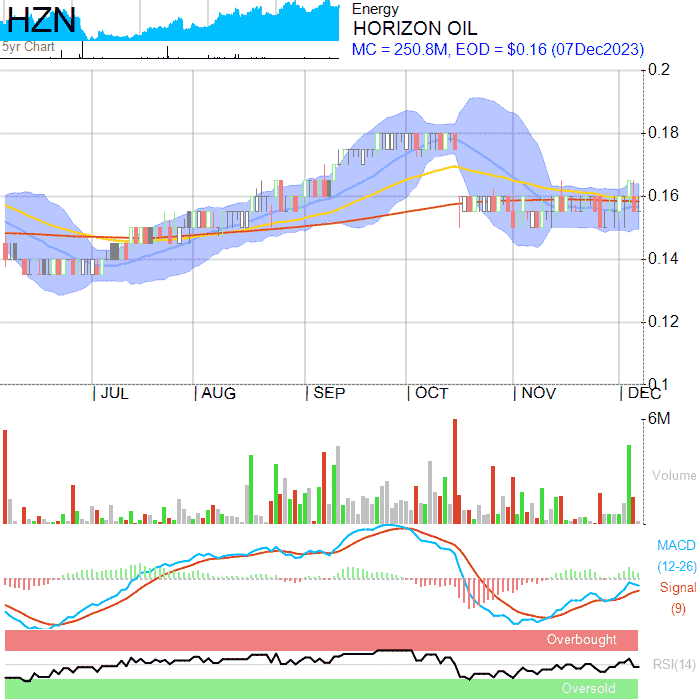 HZN
5yr Chart
Energy
HORIZON OIL
MC = 250.8M, EOD = $0.16 (07Dec2023)
0.2
0.18
0.16
0.14
0.12
0.1
JUL AUG SEP OCT NOV DEC
6M
Volume
MACD
(12-26)
Signal
(9)
Overbought
RSI(14)
Oversold